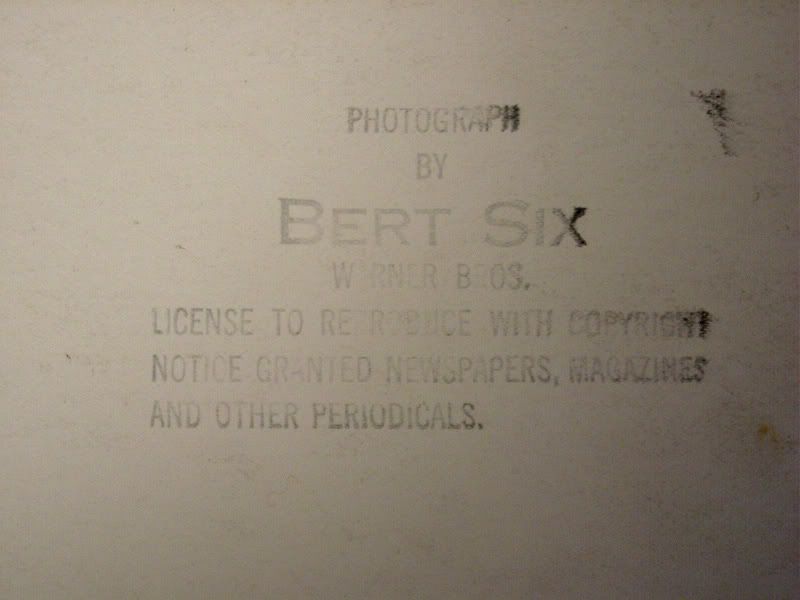 PHOTOGRAPH
BY
BERT SIX
WARNER BROS.
LICENSE TO REPRODUCE WITH COPYRIGHT
NOTICE GRANTED NEWSPAPERS, MAGAZINES
AND OTHER PERIODICALS.